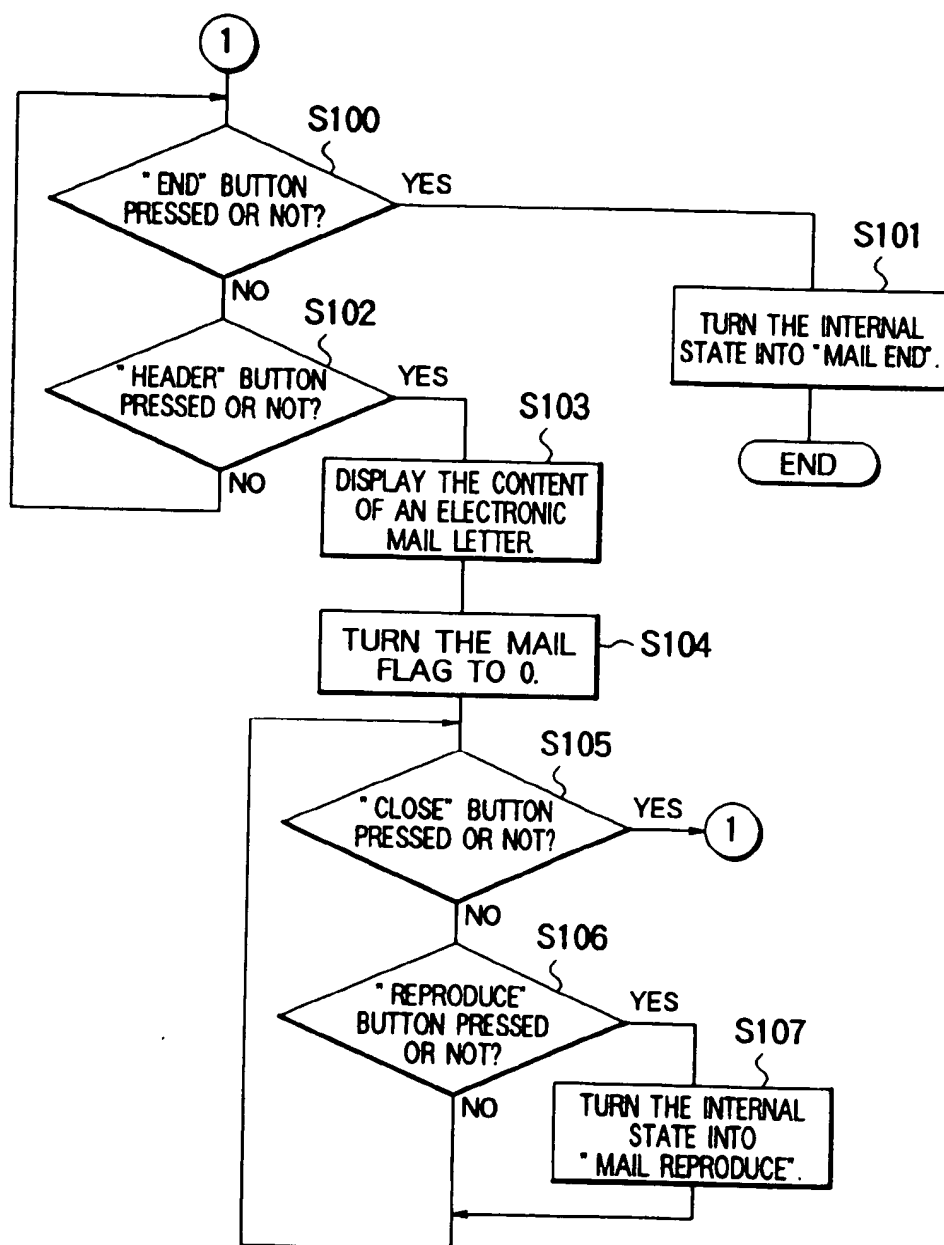 1
S100
"END" BUTTON
PRESSED OR NOT?
YES
NO
S101
TURN THE INTERNAL
STATE INTO "MAIL END".
END
S102
"HEADER" BUTTON
PRESSED OR NOT?
YES
NO
S103
DISPLAY THE CONTENT
OF AN ELECTRONIC
MAIL LETTER
TURN THE MAIL
FLAG TO 0.
S104
S105
"CLOSE" BUTTON
PRESSED OR NOT?
YES
1
NO
S106
"REPRODUCE"
BUTTON PRESSED
OR NOT?
YES
NO
S107
TURN THE INTERNAL
STATE INTO
"MAIL REPRODUCE".